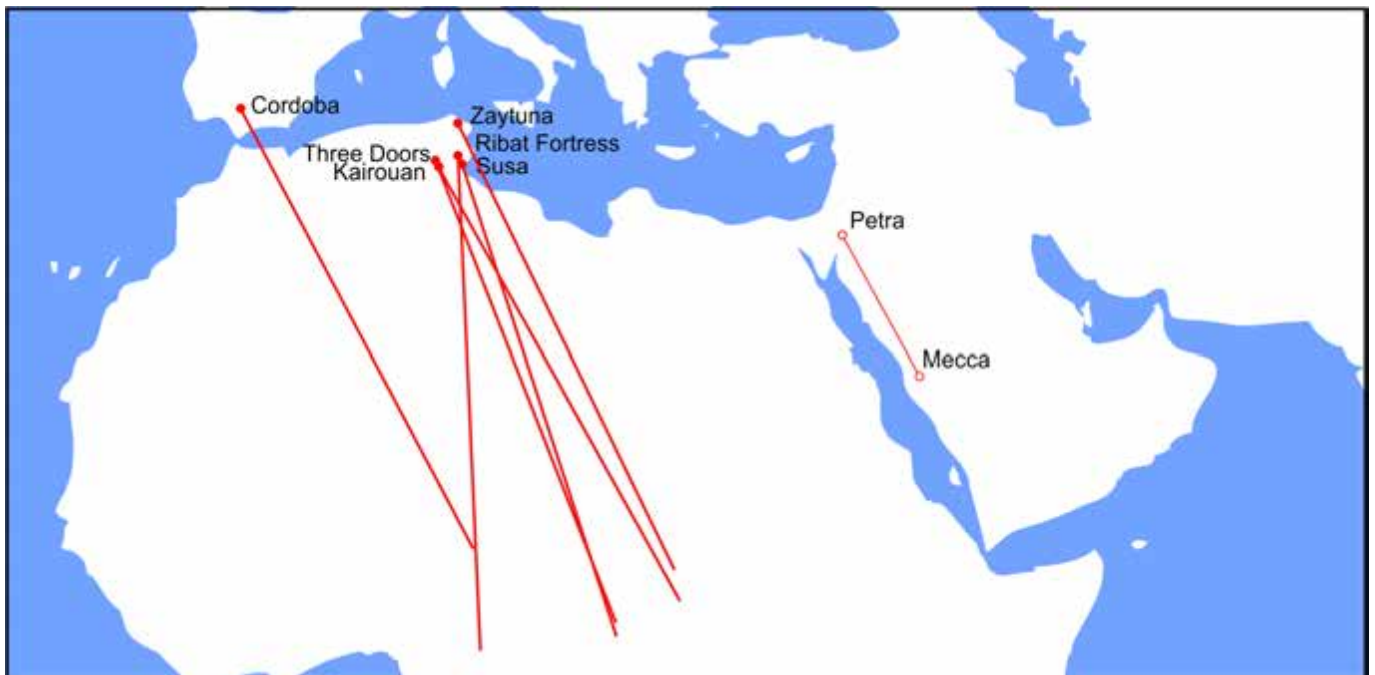 Cordoba
Zaytuna
Ribat Fortress
Three Doors
Susa
Kairouan
Petra
Mecca